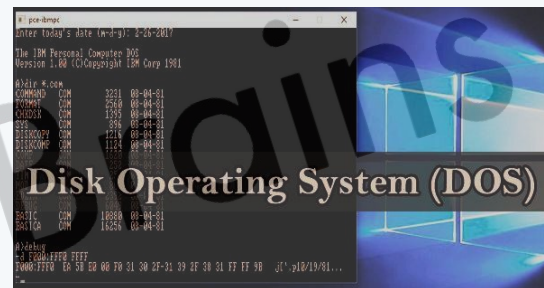 pce-ibmpc
Enter today's date (m-d-y): 2-26-2017
The IBM Personal Computer DOS
Version 1.00 (C)Copyright IBM Corp 1981
A>dir *.com
COMMAND COM 3231 08-04-81
FORMAT COM 2560 08-04-81
CHKDSK COM 1395 08-04-81
SYS COM 896 08-04-81
DISKCOPY COM 1216 08-04-81
DISKCOMP COM 1124 08-04-81
Brains
Disk Operating System (DOS)
BASIC COM 10880 08-04-81
BASICA COM 16256 08-04-81
A>debug
-d F000:FFF0 FFFF
F000:FFF0 EA 5B E0 00 F0 31 30 2F-31 39 2F 38 31 FF FF 9B